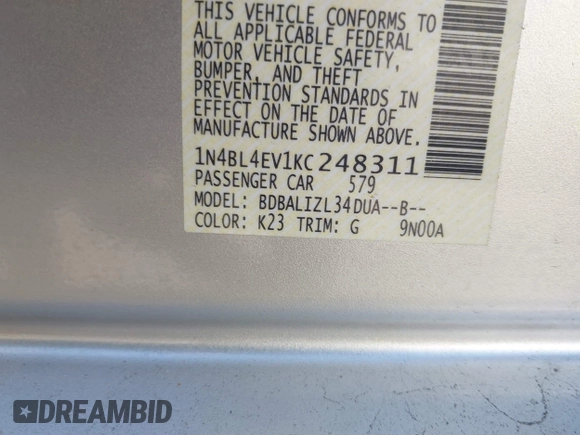 THIS VEHICLE CONFORMS TO
ALL APPLICABLE FEDERAL
MOTOR VEHICLE SAFETY,
BUMPER, AND THEFT
PREVENTION STANDARDS IN
EFFECT ON THE DATE OF
MANUFACTURE SHOWN ABOVE.
1N4BL4EV1KC248311
PASSENGER CAR 579
MODEL: BDBALIZL34DUA--B--
COLOR: K23 TRIM: G 9N00A
DREAMBID